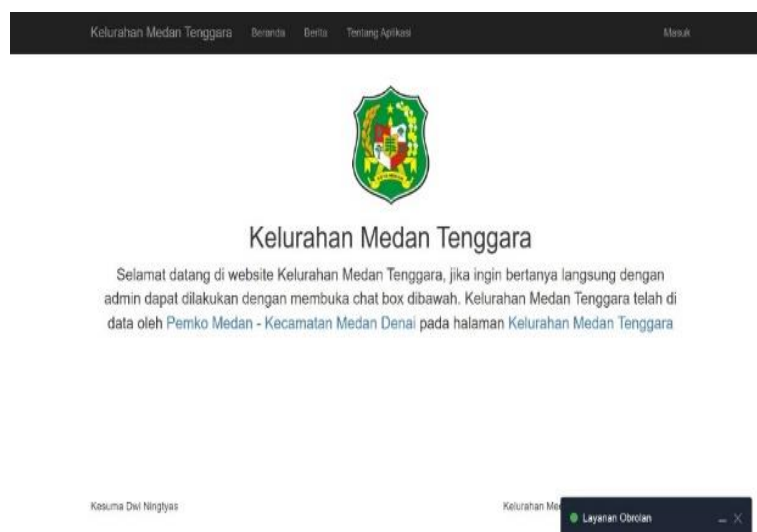 Kelurahan Medan Tenggara Beranda Berita Tentang Aplikasi Masuk
Kelurahan Medan Tenggara
Selamat datang di website Kelurahan Medan Tenggara, jika ingin bertanya langsung dengan
admin dapat dilakukan dengan membuka chat box dibawah. Kelurahan Medan Tenggara telah di
data oleh Pemko Medan - Kecamatan Medan Denai pada halaman Kelurahan Medan Tenggara
Kesuma Dwi Ningtyas Kelurahan
Layanan Obrolan